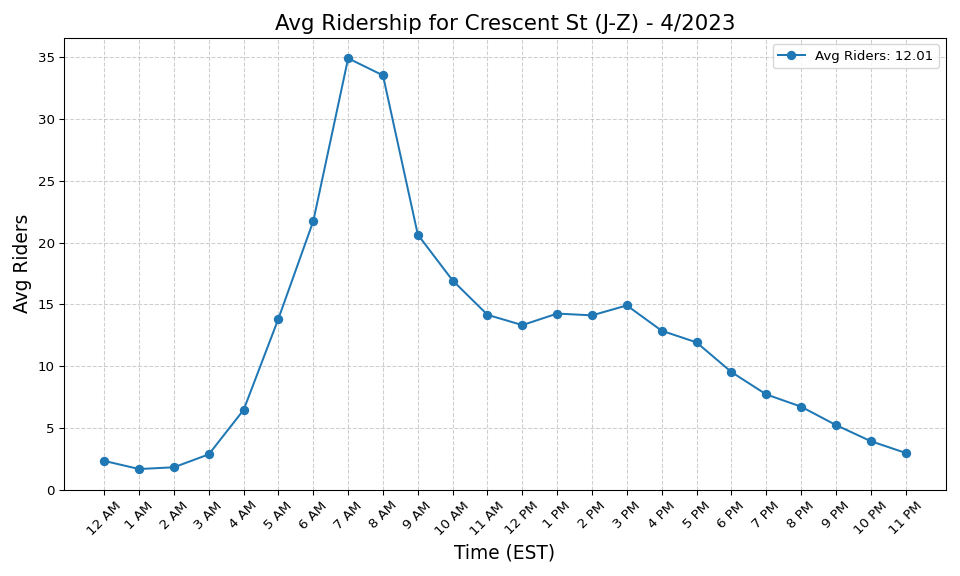 Avg Ridership for Crescent St (J-Z) - 4/2023
Avg Riders: 12.01
Avg Riders
35
30
25
20
15
10
5
0
12 AM
1 AM
2 AM
3 AM
4 AM
5 AM
6 AM
7 AM
8 AM
9 AM
10 AM
11 AM
12 PM
1 PM
2 PM
3 PM
4 PM
5 PM
6 PM
7 PM
8 PM
9 PM
10 PM
11 PM
Time (EST)